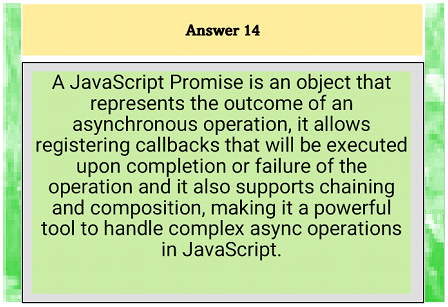 Answer 14
A JavaScript Promise is an object that
represents the outcome of an
asynchronous operation, it allows
registering callbacks that will be executed
upon completion or failure of the
operation and it also supports chaining
and composition, making it a powerful
tool to handle complex async operations
in JavaScript.